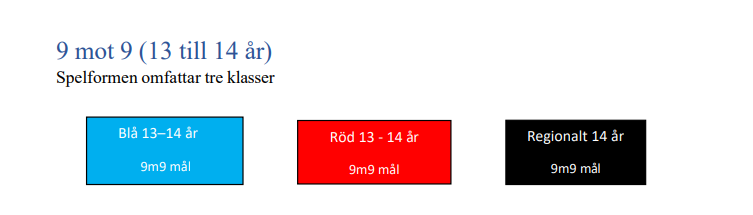 9 mot 9 (13 till 14 år)
Spelformen omfattar tre klasser
Blå 13–14 år
9m9 mål
Röd 13 - 14 år
9m9 mål
Regionalt 14 år
9m9 mål